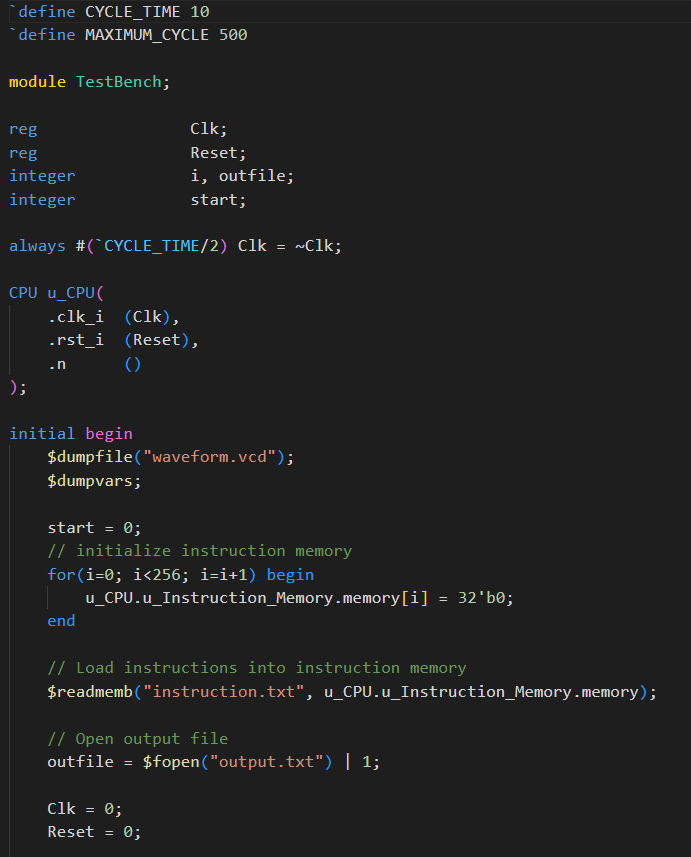 `define CYCLE_TIME 10
`define MAXIMUM_CYCLE 500
module TestBench;
reg                Clk;
reg                Reset;
integer            i, outfile;
integer            start;
always #(`CYCLE_TIME/2) Clk = ~Clk;
CPU u_CPU(
    .clk_i  (Clk),
    .rst_i  (Reset),
    .n      ()
);
initial begin
    $dumpfile("waveform.vcd");
    $dumpvars;
    start = 0;
    // initialize instruction memory
    for(i=0; i<256; i=i+1) begin
        u_CPU.u_Instruction_Memory.memory[i] = 32'b0;
    end
    // Load instructions into instruction memory
    $readmemb("instruction.txt", u_CPU.u_Instruction_Memory.memory);
    // Open output file
    outfile = $fopen("output.txt") | 1;
    Clk = 0;
    Reset = 0;